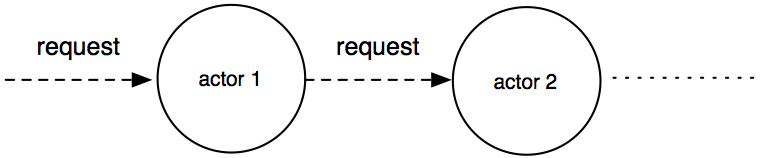 request
actor 1
request
actor 2